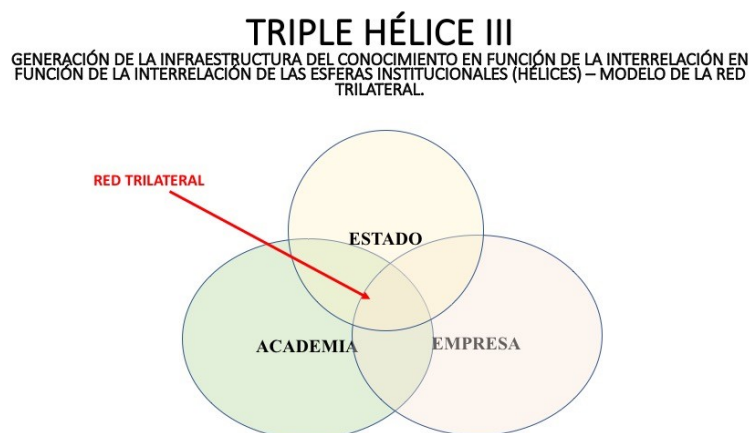 TRIPLE HÉLICE III
GENERACIÓN DE LA INFRAESTRUCTURA DEL CONOCIMIENTO EN FUNCIÓN DE LA INTERRELACIÓN EN
FUNCIÓN DE LA INTERRELACIÓN DE LAS ESFERAS INSTITUCIONALES (HÉLICES) – MODELO DE LA RED
TRILATERAL.
RED TRILATERAL
ESTADO
ACADEMIA
EMPRESA